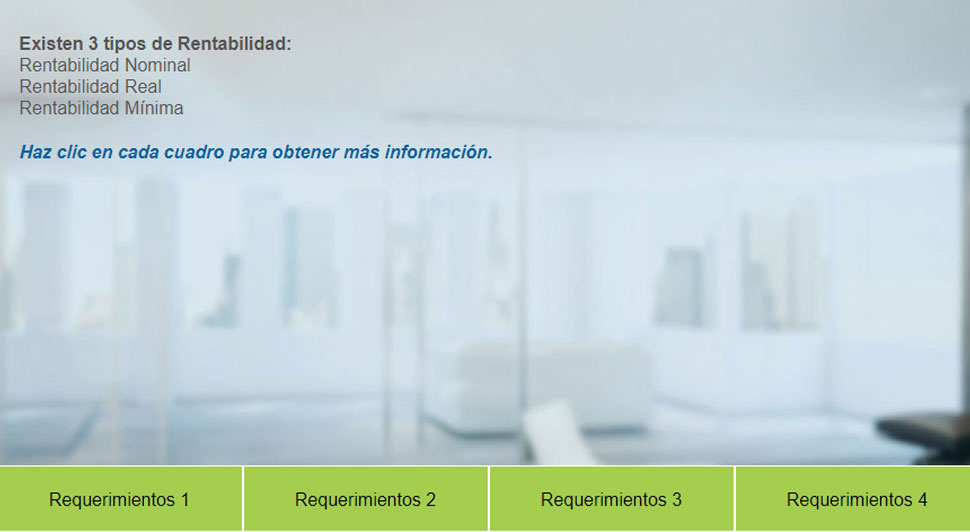 Existen 3 tipos de Rentabilidad:
Rentabilidad Nominal
Rentabilidad Real
Rentabilidad Mínima
Haz clic en cada cuadro para obtener más información.
Requerimientos 1
Requerimientos 2
Requerimientos 3
Requerimientos 4